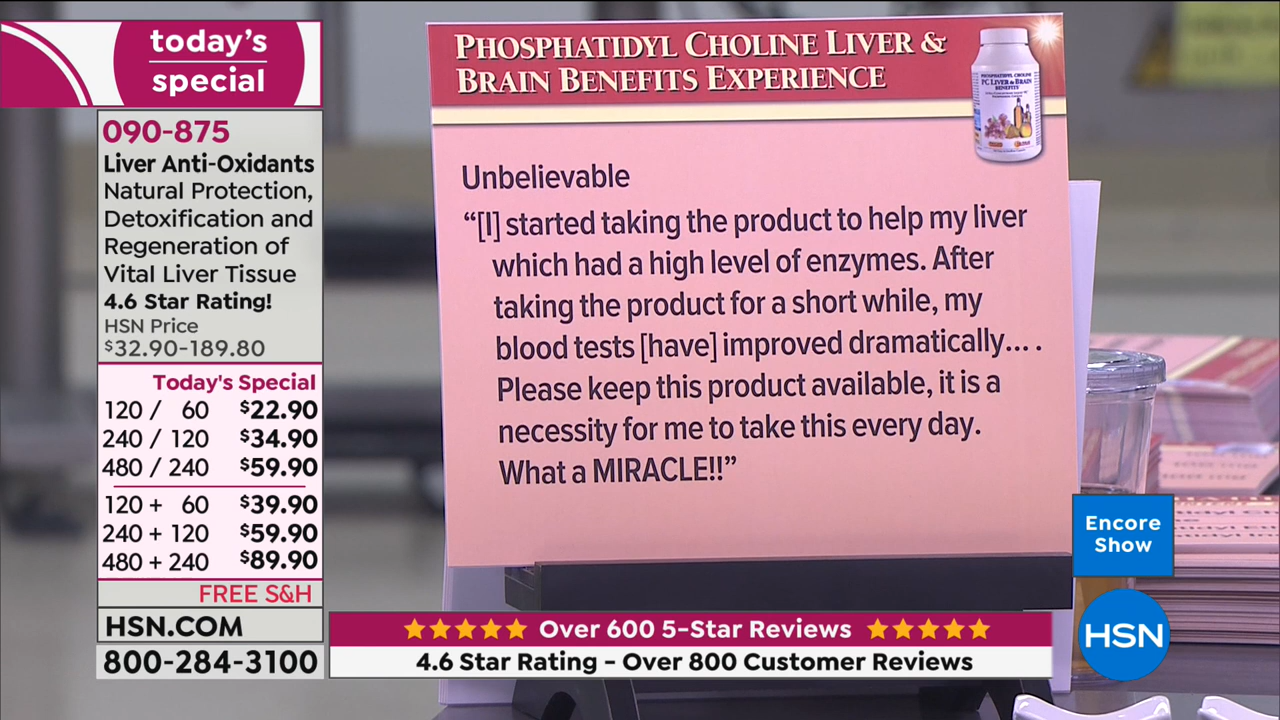 today's
special
090-875
Liver Anti-Oxidants
Natural Protection,
Detoxification and
Regeneration of
Vital Liver Tissue
4.6 Star Rating!
HSN Price
$32.90-189.80
Today's Special
120 / 60 $22.90
240 / 120 $34.90
480 / 240 $59.90
120 + 60 $39.90
240 + 120 $59.90
480 + 240 $89.90
FREE S&H
HSN.COM
800-284-3100
PHOSPHATIDYL CHOLINE LIVER &
BRAIN BENEFITS EXPERIENCE
PHOSPHATIDYL CHOLINE
PC LIVER & BRAIN
BENEFITS
Unbelievable
“[I] started taking the product to help my liver
which had a high level of enzymes. After
taking the product for a short while, my
blood tests [have] improved dramatically... .
Please keep this product available, it is a
necessity for me to take this every day.
What a MIRACLE!!”
Encore
Show
HSN
Over 600 5-Star Reviews
4.6 Star Rating – Over 800 Customer Reviews